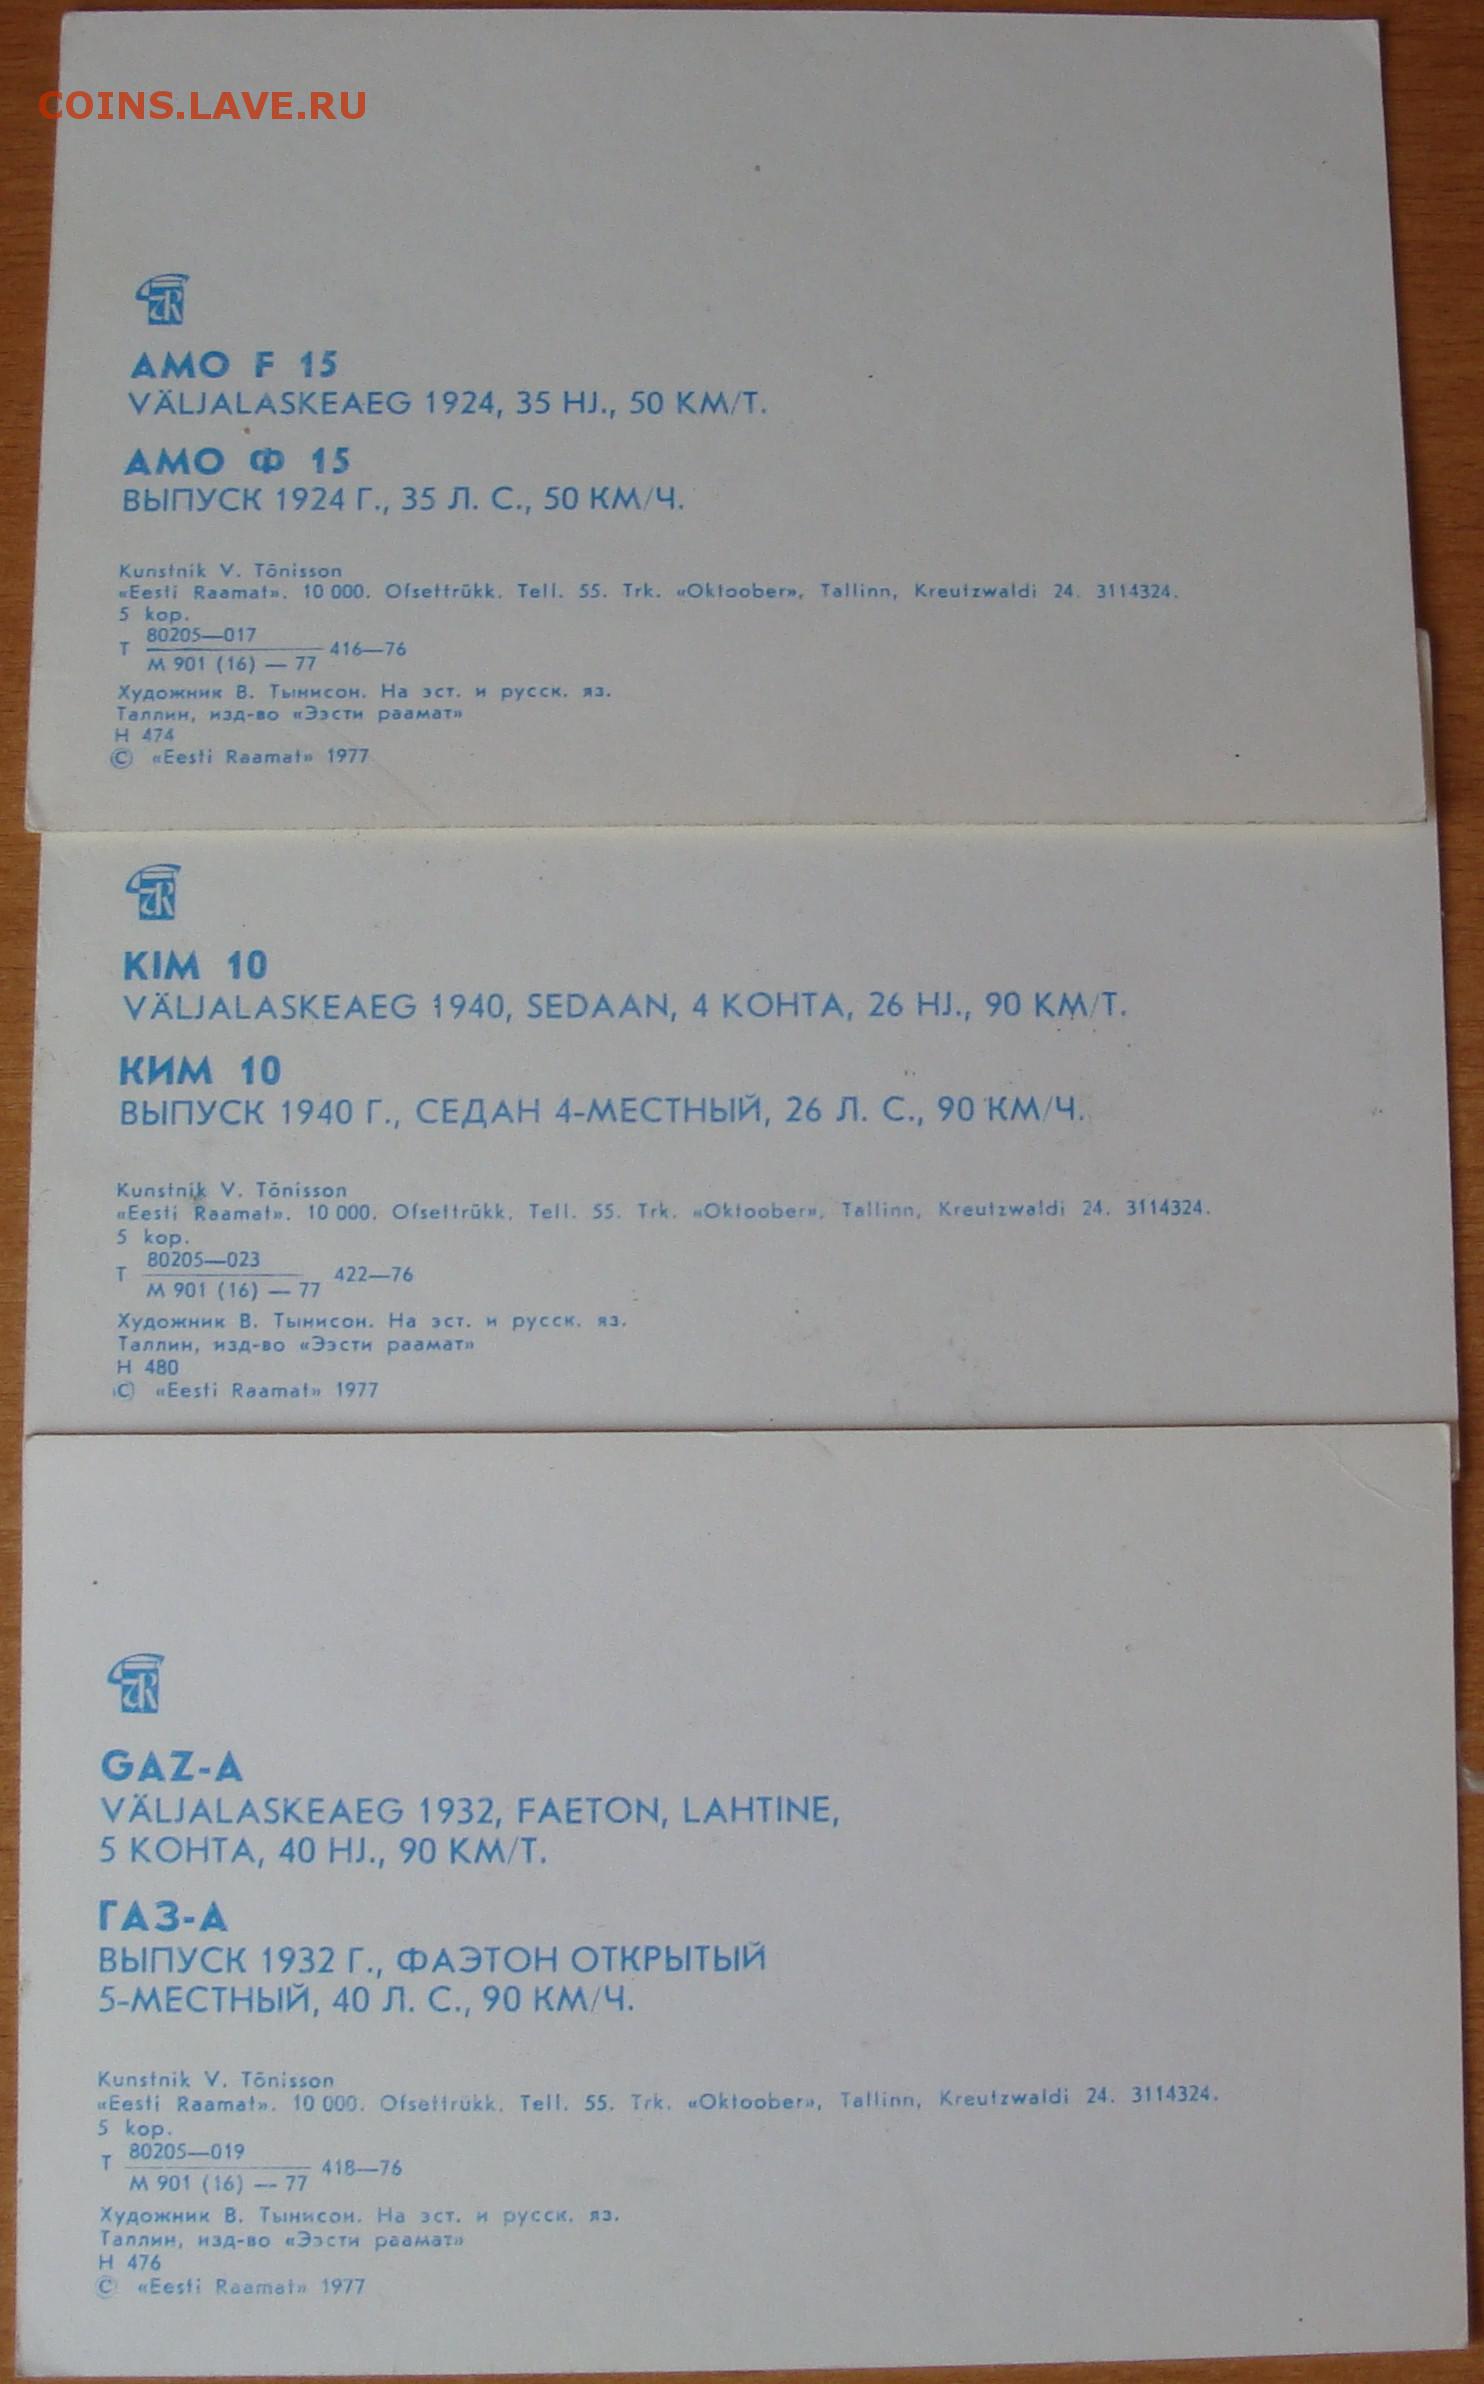 COINS.LAVE.RU
AMO F 15
VÄLJALASKEAEG 1924, 35 HJ., 50 KM/T.
АМО Ф 15
ВЫПУСК 1924 Г., 35 Л. С., 50 КМ/Ч.
Kunstnik V. Tõnisson
«Eesti Raamat». 10 000. Ofsettrükk. Tell. 55. Trk. «Oktoober», Tallinn, Kreutzwaldi 24. 3114324.
5 kop.
80205—017
Т 416—76
М 901 (16) — 77
Художник В. Тынисон. На эст. и русск. яз.
Таллин, изд-во «Ээсти раамат»
Н 474
© «Eesti Raamat» 1977
KIM 10
VÄLJALASKEAEG 1940, SEDAAN, 4 KOHTA, 26 HJ., 90 KM/T.
КИМ 10
ВЫПУСК 1940 Г., СЕДАН 4-МЕСТНЫЙ, 26 Л. С., 90 КМ/Ч.
Kunstnik V. Tõnisson
«Eesti Raamat». 10 000. Ofsettrükk. Tell. 55. Trk. «Oktoober», Tallinn, Kreutzwaldi 24. 3114324.
5 kop.
80205—023
Т 422—76
М 901 (16) — 77
Художник В. Тынисон. На эст. и русск. яз.
Таллин, изд-во «Ээсти раамат»
Н 480
© «Eesti Raamat» 1977
GAZ-A
VÄLJALASKEAEG 1932, FAETON, LAHTINE,
5 KOHTA, 40 HJ., 90 KM/T.
ГАЗ-А
ВЫПУСК 1932 Г., ФАЭТОН ОТКРЫТЫЙ
5-МЕСТНЫЙ, 40 Л. С., 90 КМ/Ч.
Kunstnik V. Tõnisson
«Eesti Raamat». 10 000. Ofsettrükk. Tell. 55. Trk. «Oktoober», Tallinn, Kreutzwaldi 24. 3114324.
5 kop.
80205—019
Т 418—76
М 901 (16) — 77
Художник В. Тынисон. На эст. и русск. яз.
Таллин, изд-во «Ээсти раамат»
Н 476
© «Eesti Raamat» 1977